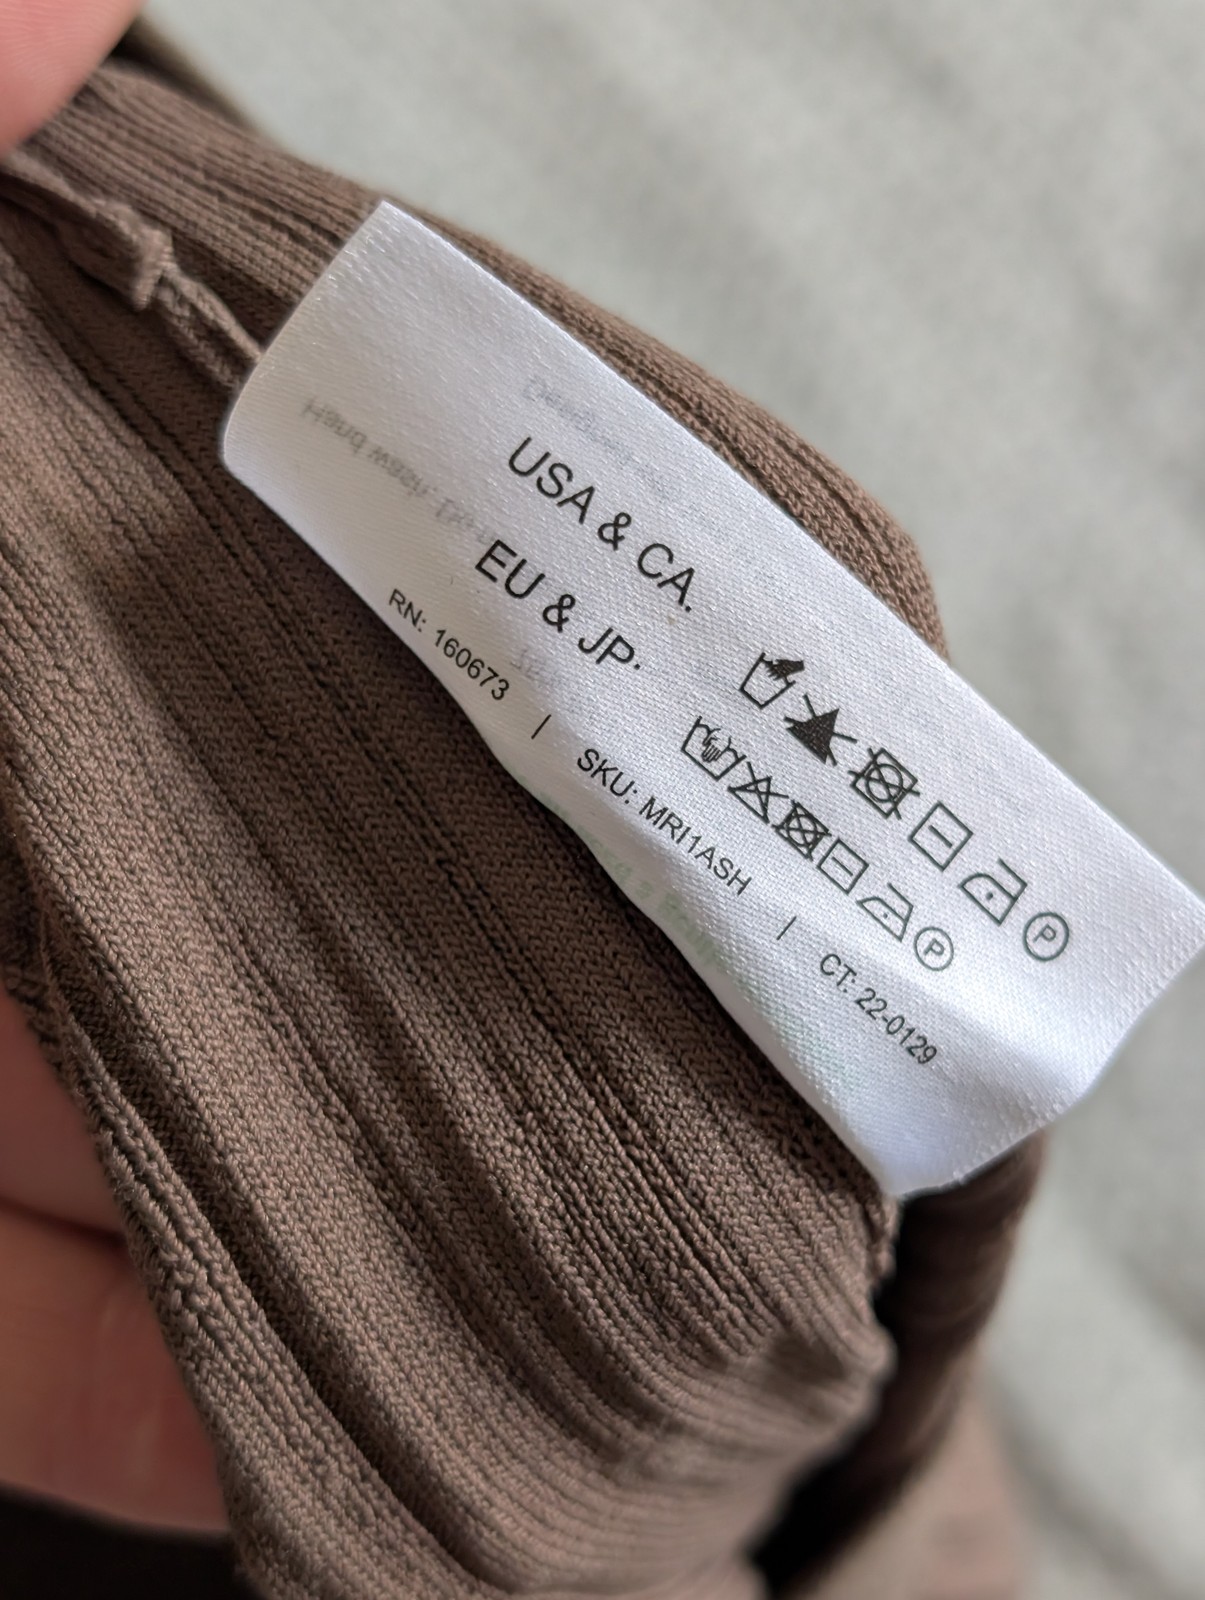 USA & CA.
EU & JP.
RN: 160673 | SKU: MRI1ASH | CT: 22-0129
P
P